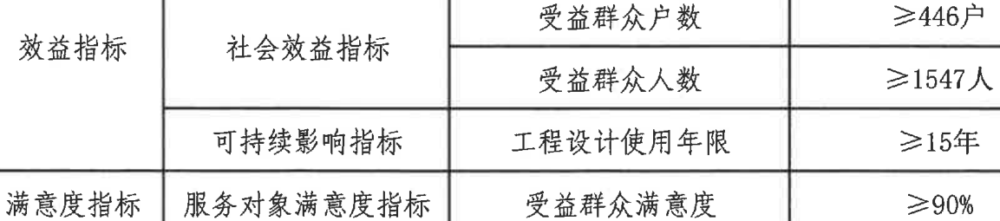 受益群众户数 ≥446户
效益指标 社会效益指标
受益群众人数 ≥1547人
可持续影响指标 工程设计使用年限 ≥15年
满意度指标 服务对象满意度指标 受益群众满意度 ≥90%